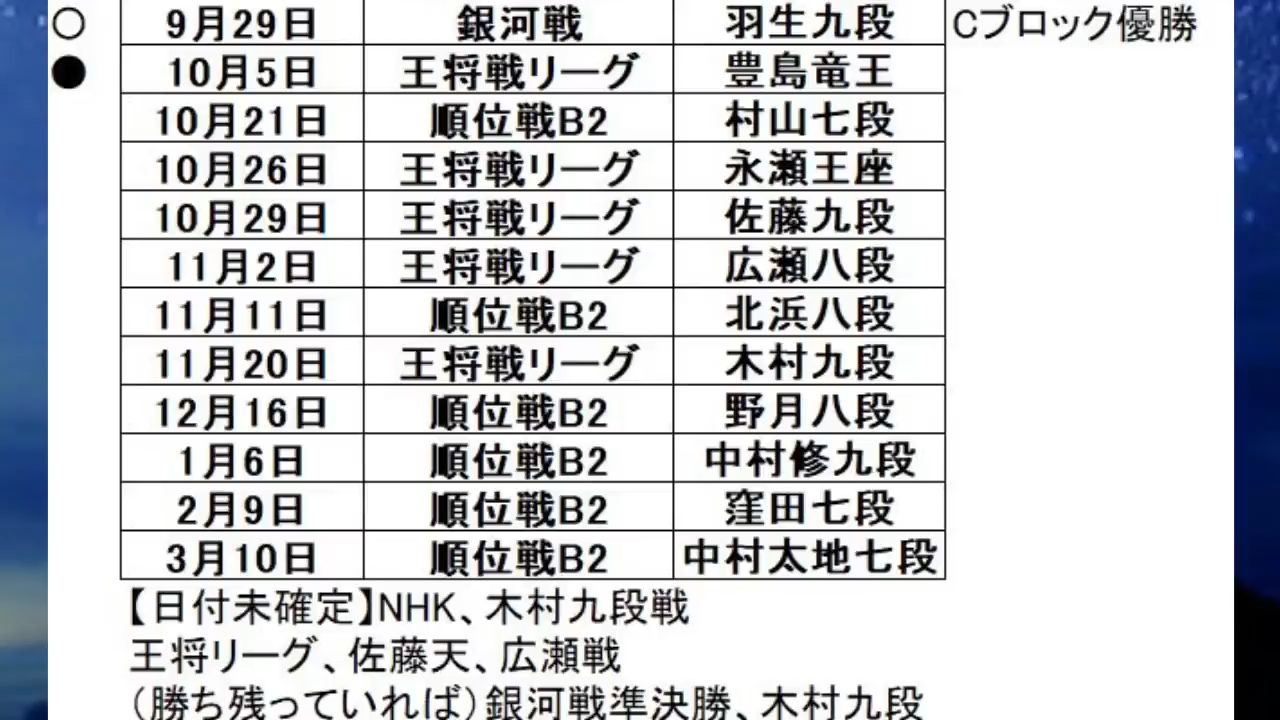 ○ 9月29日 銀河戦 羽生九段 Cブロック優勝
● 10月5日 王将戦リーグ 豊島竜王
10月21日 順位戦B2 村山七段
10月26日 王将戦リーグ 永瀬王座
10月29日 王将戦リーグ 佐藤九段
11月2日 王将戦リーグ 広瀬八段
11月11日 順位戦B2 北浜八段
11月20日 王将戦リーグ 木村九段
12月16日 順位戦B2 野月八段
1月6日 順位戦B2 中村修九段
2月9日 順位戦B2 窪田七段
3月10日 順位戦B2 中村太地七段
【日付未確定】NHK、木村九段戦
王将リーグ、佐藤天、広瀬戦
（勝ち残っていれば）銀河戦準決勝、木村九段